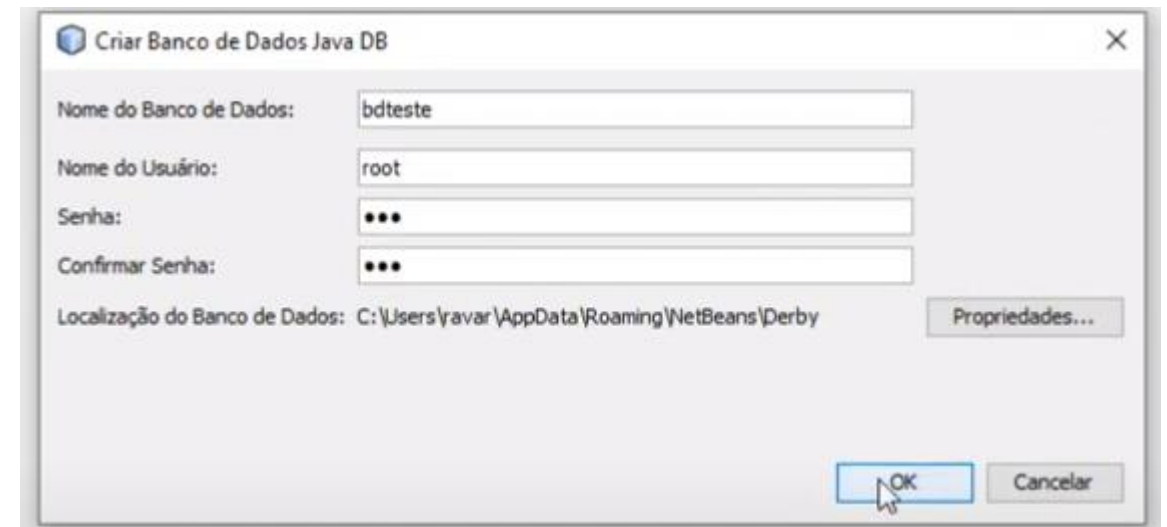 Criar Banco de Dados Java DB
Nome do Banco de Dados: bdteste
Nome do Usuário: root
Senha: •••
Confirmar Senha: •••
Localização do Banco de Dados: C:\Users\ravar\AppData\Roaming\NetBeans\Derby Propriedades...
OK Cancelar